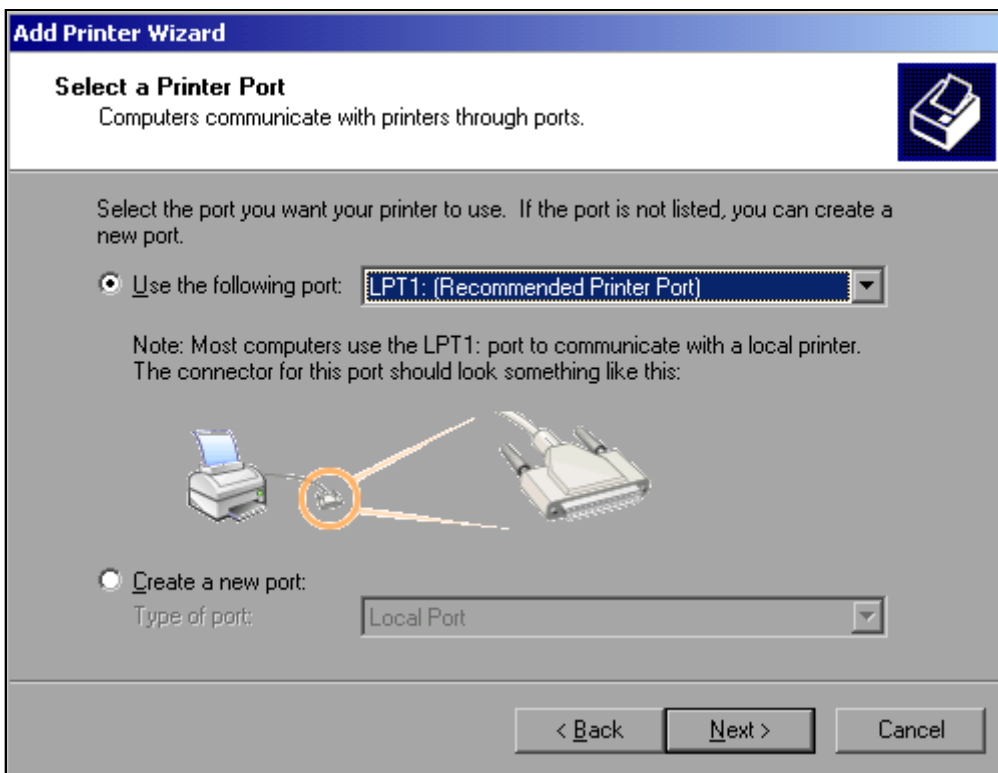 Add Printer Wizard
Select a Printer Port
Computers communicate with printers through ports.
Select the port you want your printer to use.  If the port is not listed, you can create a
new port.
Use the following port:
LPT1: (Recommended Printer Port)
Note: Most computers use the LPT1: port to communicate with a local printer.
The connector for this port should look something like this:
Create a new port:
Type of port:
Local Port
< Back
Next >
Cancel